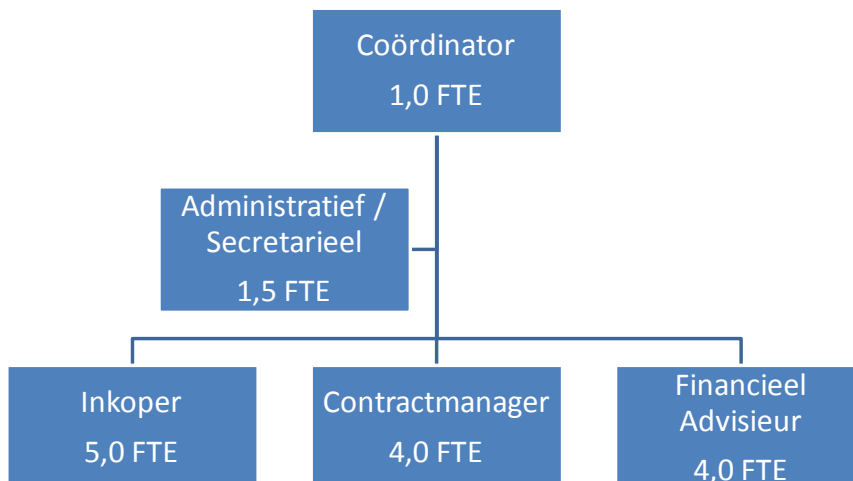 Coördinator
1,0 FTE
Administratief /
Secretarieel
1,5 FTE
Inkoper
5,0 FTE
Contractmanager
4,0 FTE
Financieel
Advisieur
4,0 FTE